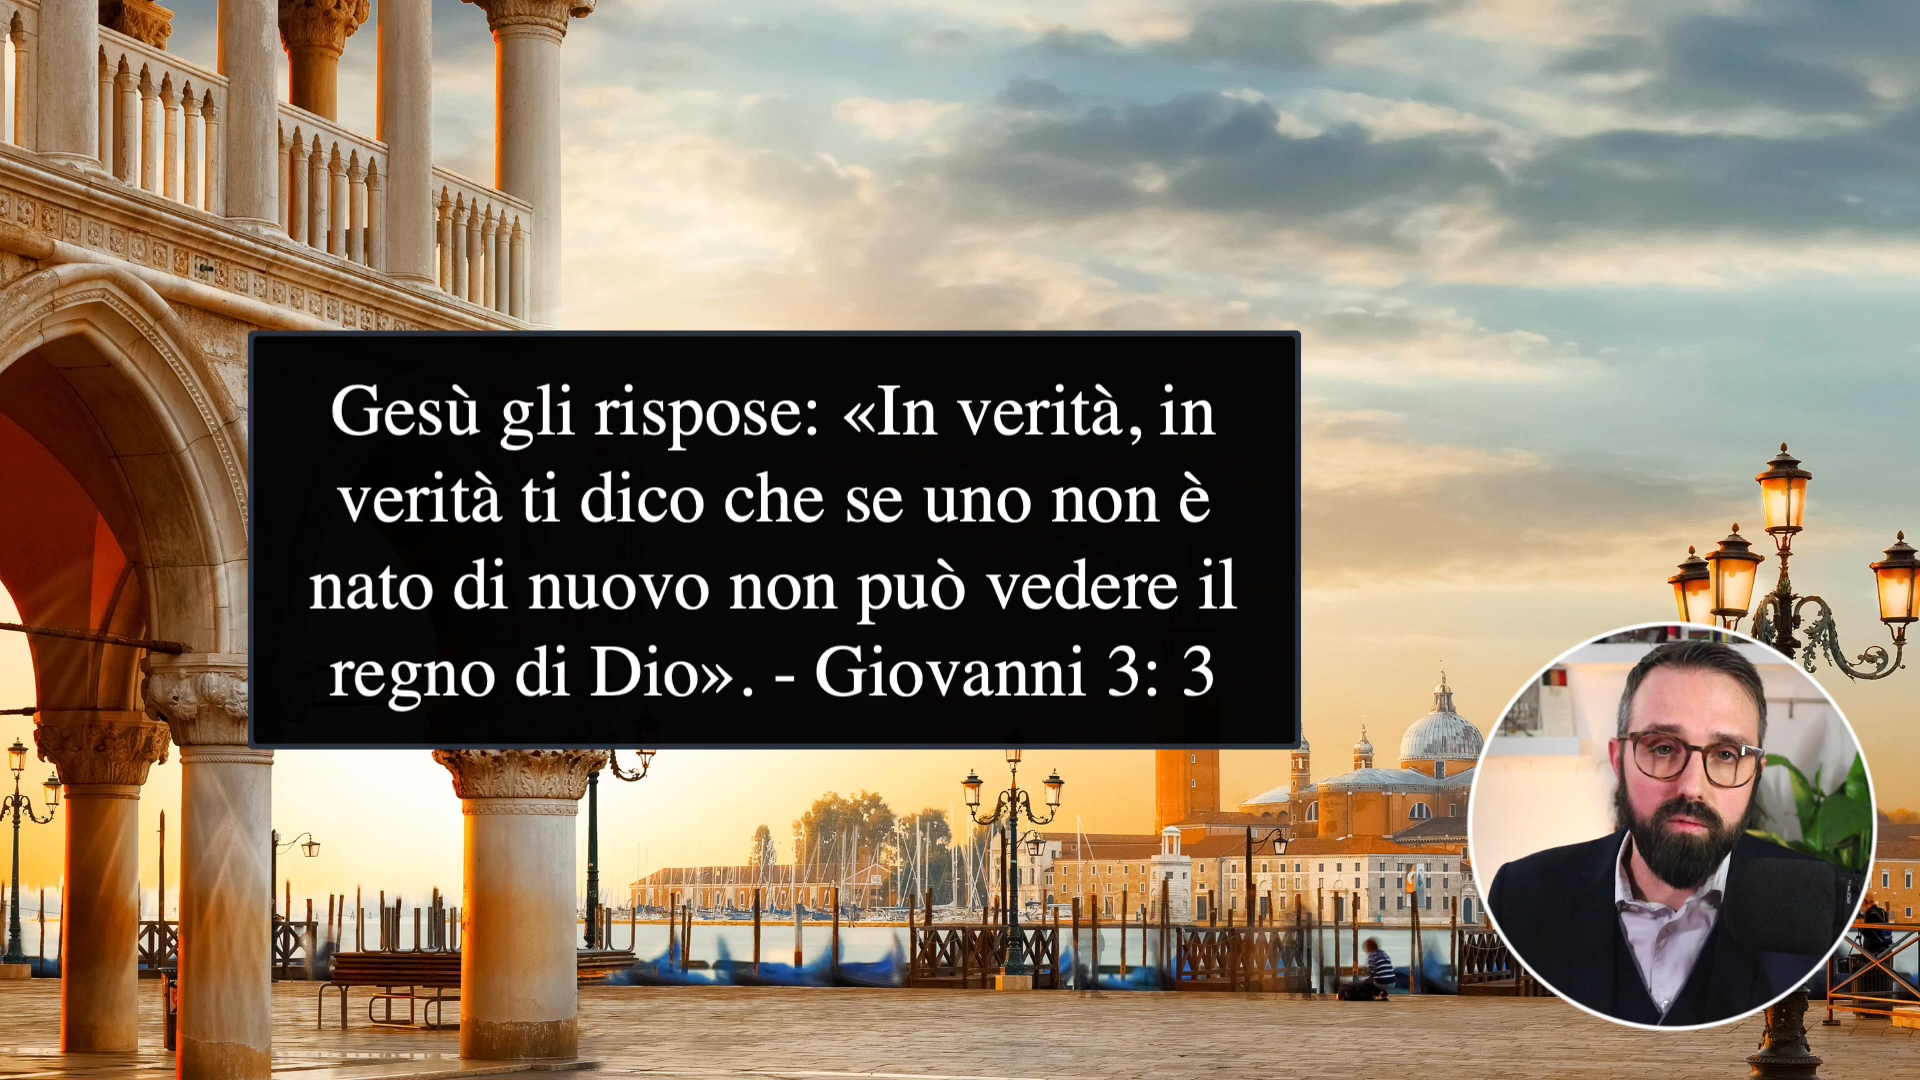 Gesù gli rispose: «In verità, in
verità ti dico che se uno non è
nato di nuovo non può vedere il
regno di Dio». - Giovanni 3: 3